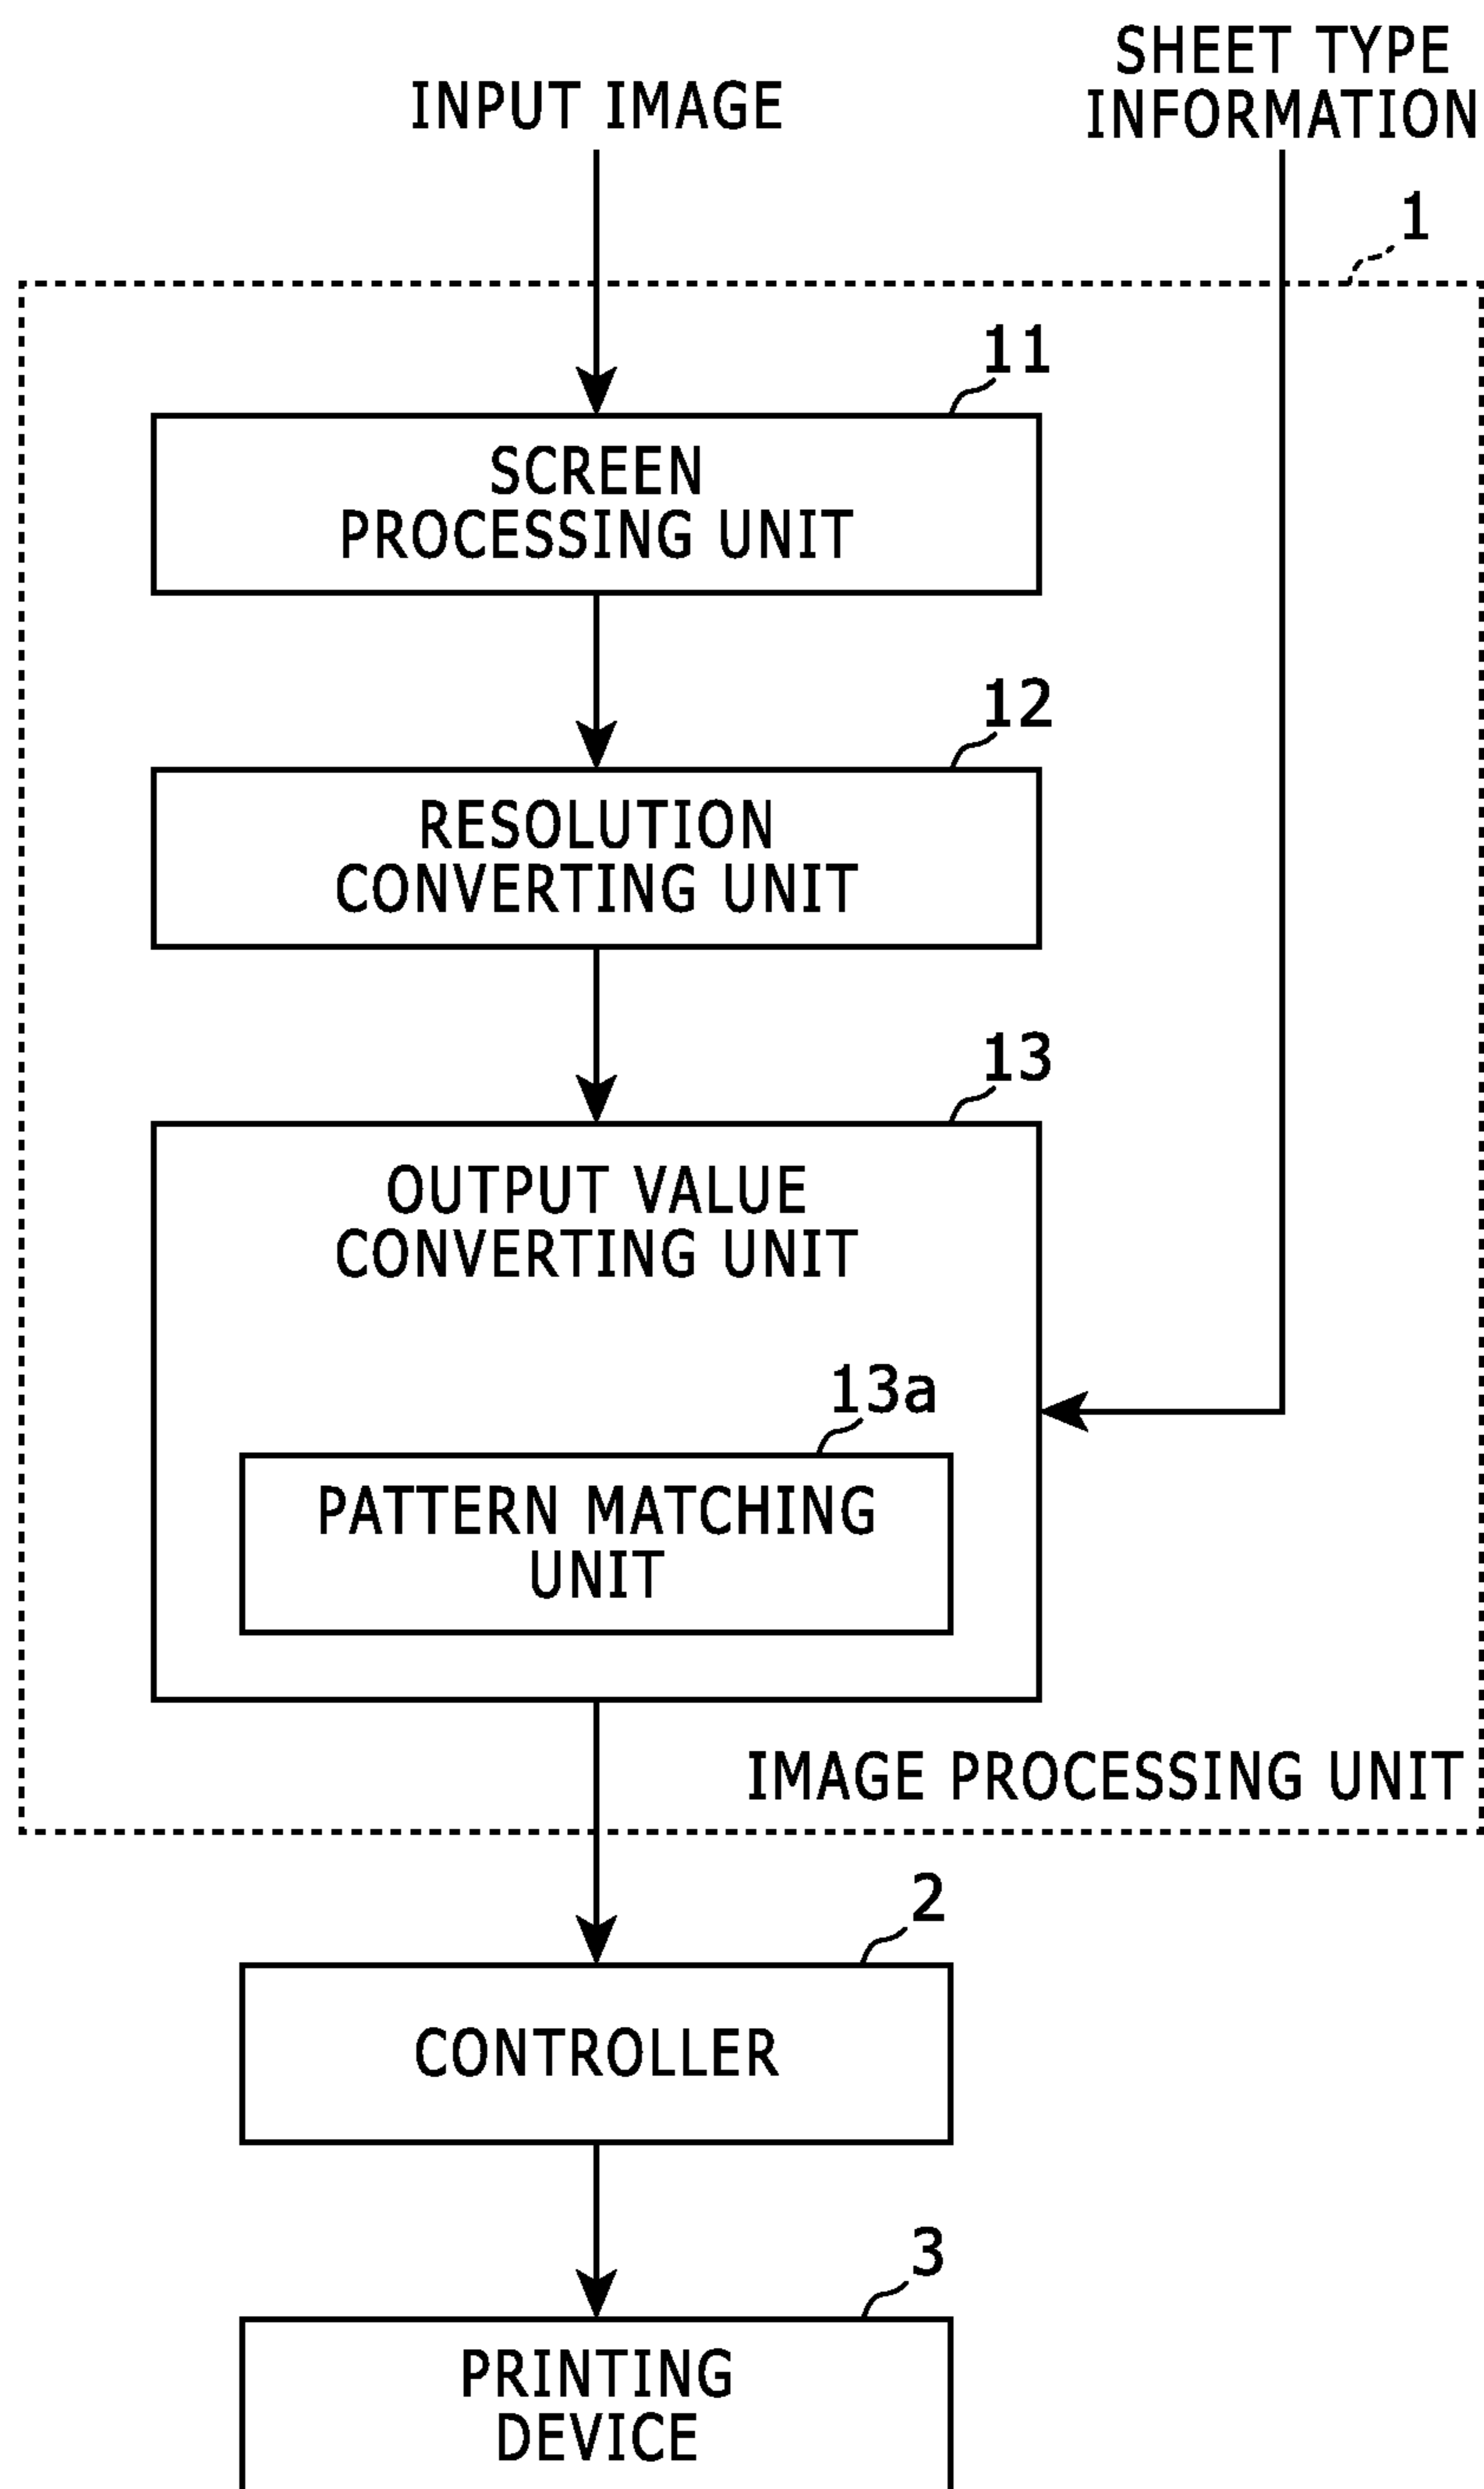 SHEET TYPE
INFORMATION
INPUT IMAGE
1
11
SCREEN
PROCESSING UNIT
12
RESOLUTION
CONVERTING UNIT
13
OUTPUT VALUE
CONVERTING UNIT
13a
PATTERN MATCHING
UNIT
IMAGE PROCESSING UNIT
2
CONTROLLER
3
PRINTING
DEVICE